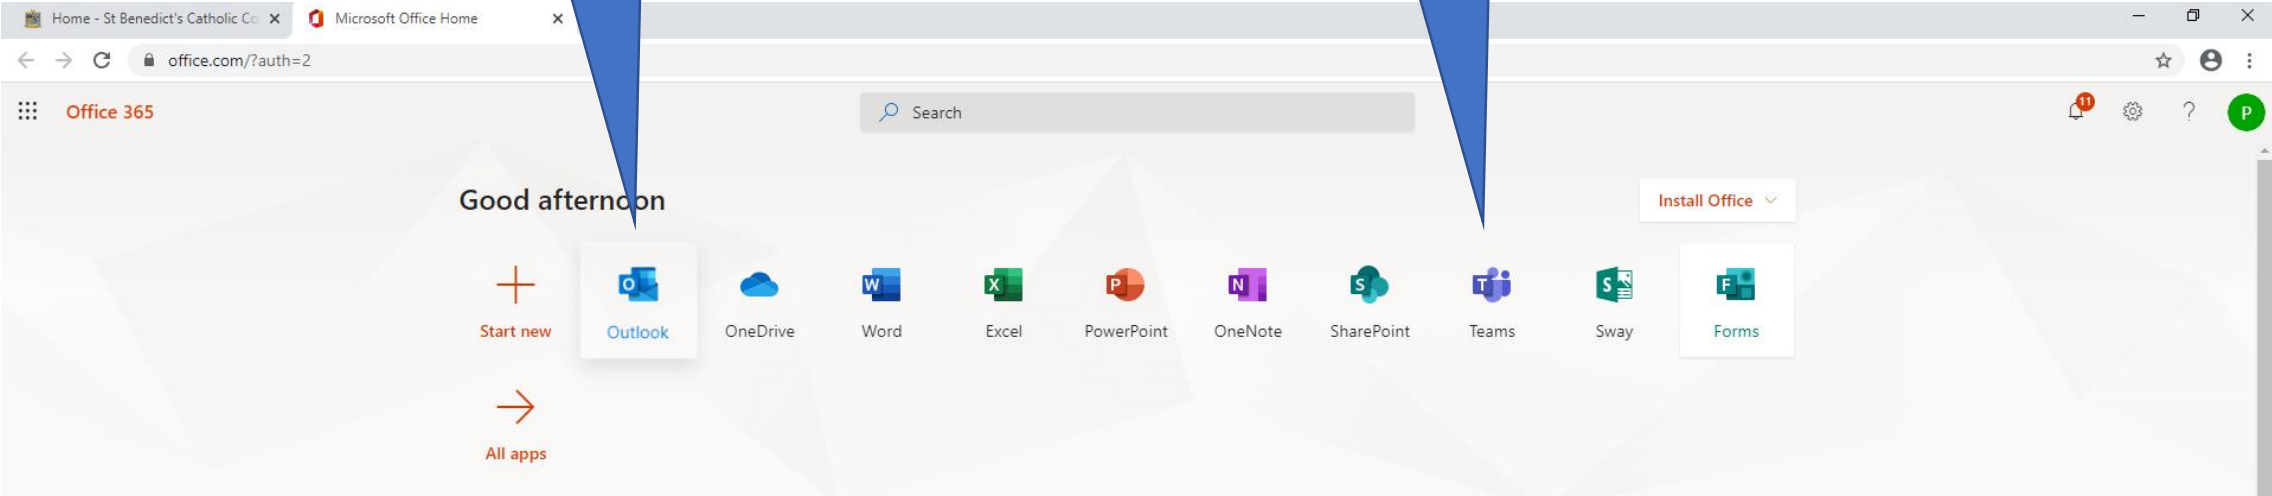 Home - St Benedict's Catholic Co
Microsoft Office Home
office.com/?auth=2
Office 365
Search
11
P
Good afternoon
Install Office
Start new
Outlook
OneDrive
Word
Excel
PowerPoint
OneNote
SharePoint
Teams
Sway
Forms
All apps